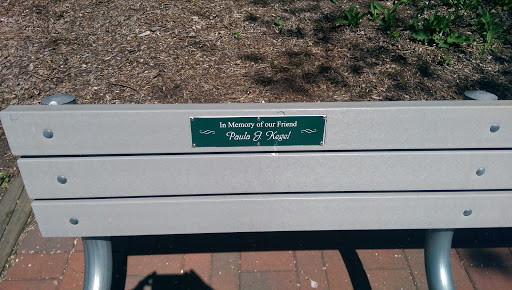 In Memory of our Friend
Paula J. Kegel